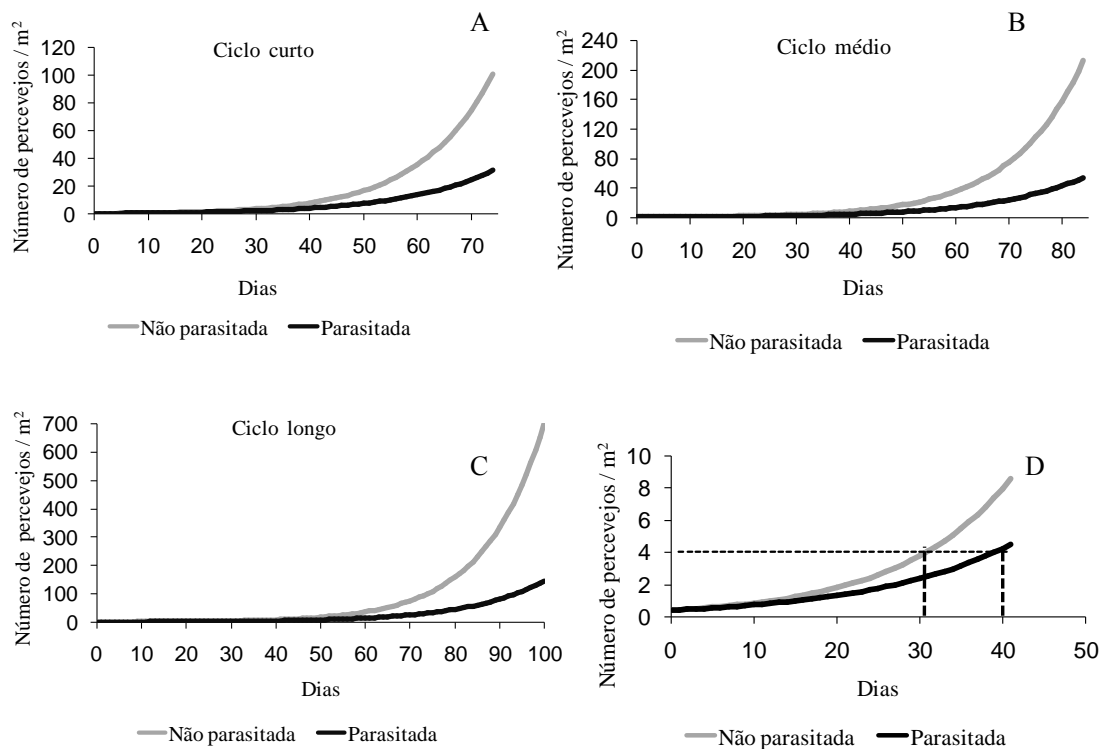 A
Ciclo curto
Número de percevejos / m²
120
100
80
60
40
20
0
0 10 20 30 40 50 60 70
Dias
Não parasitada Parasitada
B
Ciclo médio
Número de percevejos / m²
240
200
160
120
80
40
0
0 10 20 30 40 50 60 70 80
Dias
Não parasitada Parasitada
Ciclo longo
C
Número de percevejos / m²
700
600
500
400
300
200
100
0
0 10 20 30 40 50 60 70 80 90 100
Dias
Não parasitada Parasitada
D
Número de percevejos / m²
10
8
6
4
2
0
0 10 20 30 40 50
Dias
Não parasitada Parasitada